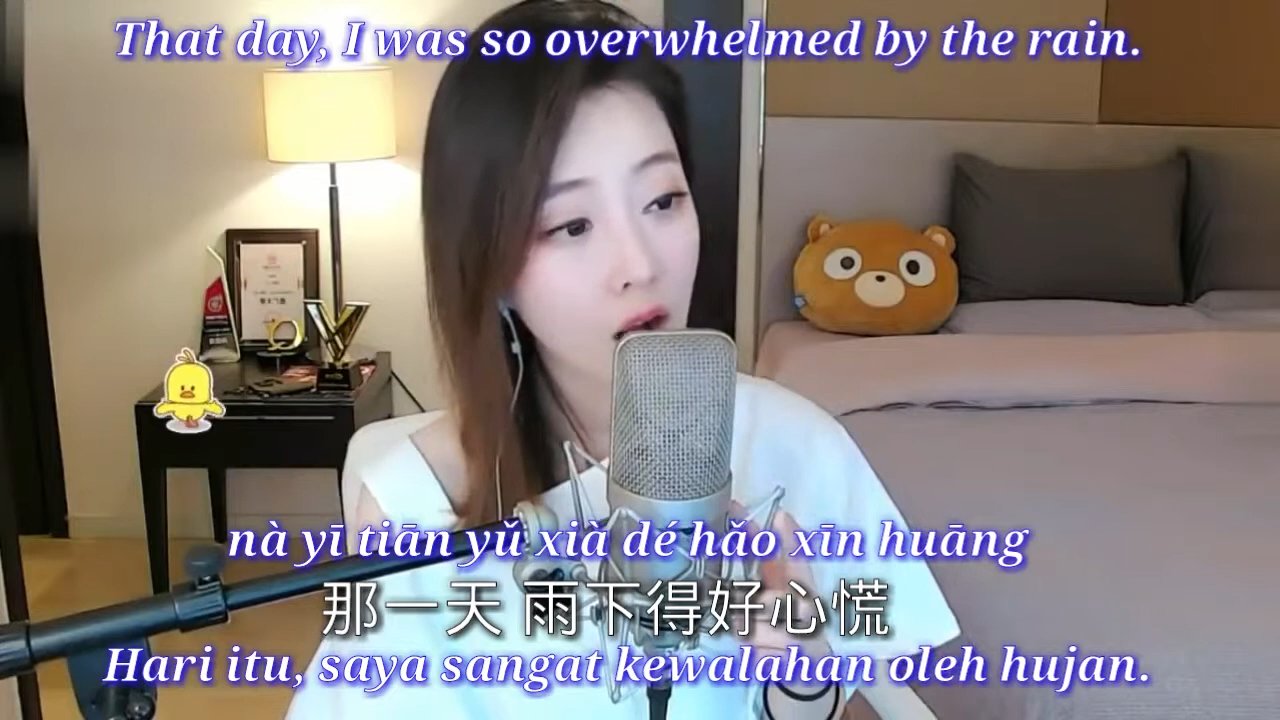 That day, I was so overwhelmed by the rain.
nà yī tiān yǔ xià dé hǎo xīn huāng
那一天 雨下得好心慌
Hari itu, saya sangat kewalahan oleh hujan.